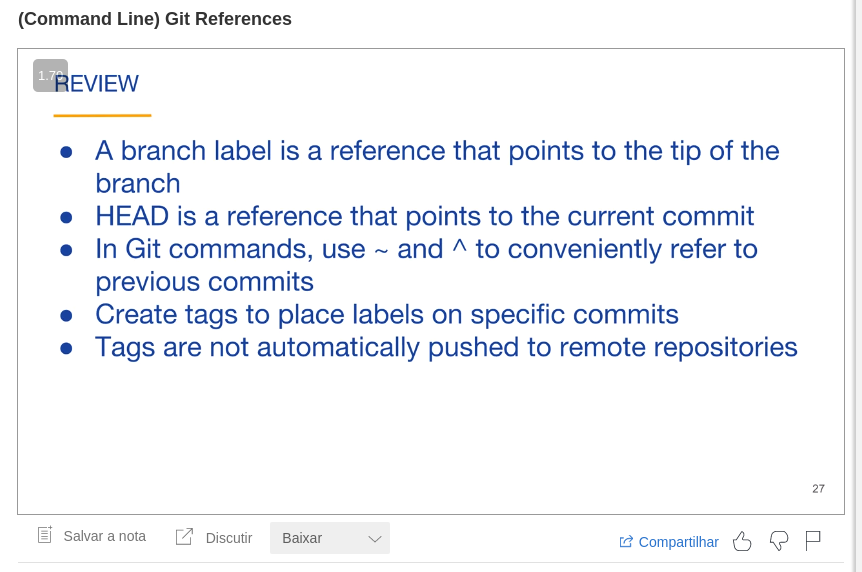 (Command Line) Git References
REVIEW
● A branch label is a reference that points to the tip of the
branch
● HEAD is a reference that points to the current commit
● In Git commands, use ~ and ^ to conveniently refer to
previous commits
● Create tags to place labels on specific commits
● Tags are not automatically pushed to remote repositories
27
Salvar a nota
Discutir
Baixar
Compartilhar